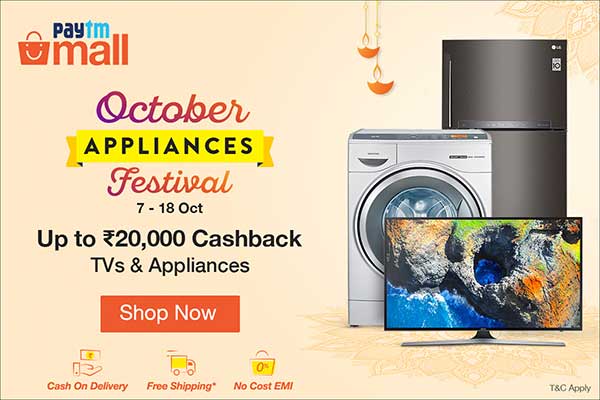 paytm
mall
October
APPLIANCES
Festival
7 - 18 Oct
Up to ₹20,000 Cashback
TVs & Appliances
Shop Now
₹
0%
Cash On Delivery
Free Shipping*
No Cost EMI
LG
T&C Apply